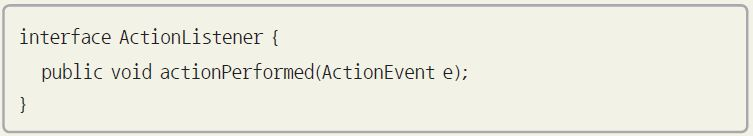 interface ActionListener {
public void actionPerformed(ActionEvent e);
}